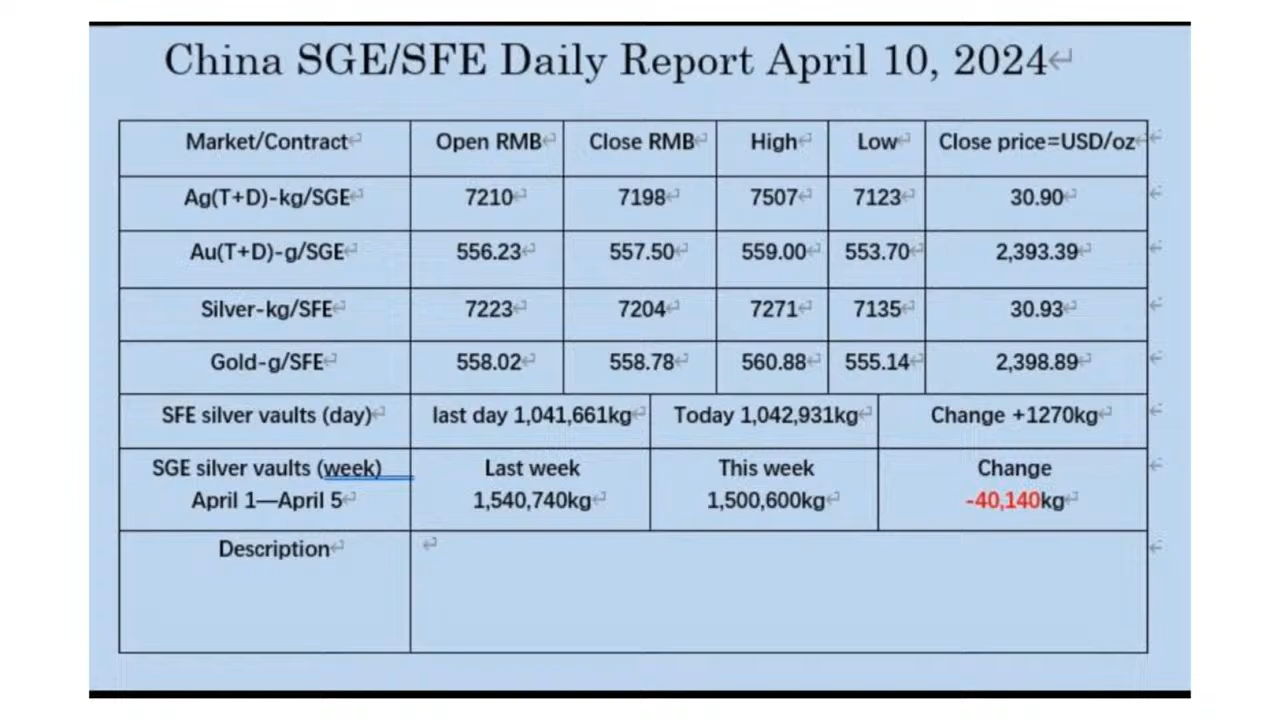 China SGE/SFE Daily Report April 10, 2024
Market/Contract Open RMB Close RMB High Low Close price=USD/oz
Ag(T+D)-kg/SGE 7210 7198 7507 7123 30.90
Au(T+D)-g/SGE 556.23 557.50 559.00 553.70 2,393.39
Silver-kg/SFE 7223 7204 7271 7135 30.93
Gold-g/SFE 558.02 558.78 560.88 555.14 2,398.89
SFE silver vaults (day) last day 1,041,661kg Today 1,042,931kg Change +1270kg
SGE silver vaults (week) Last week This week Change
April 1—April 5 1,540,740kg 1,500,600kg -40,140kg
Description